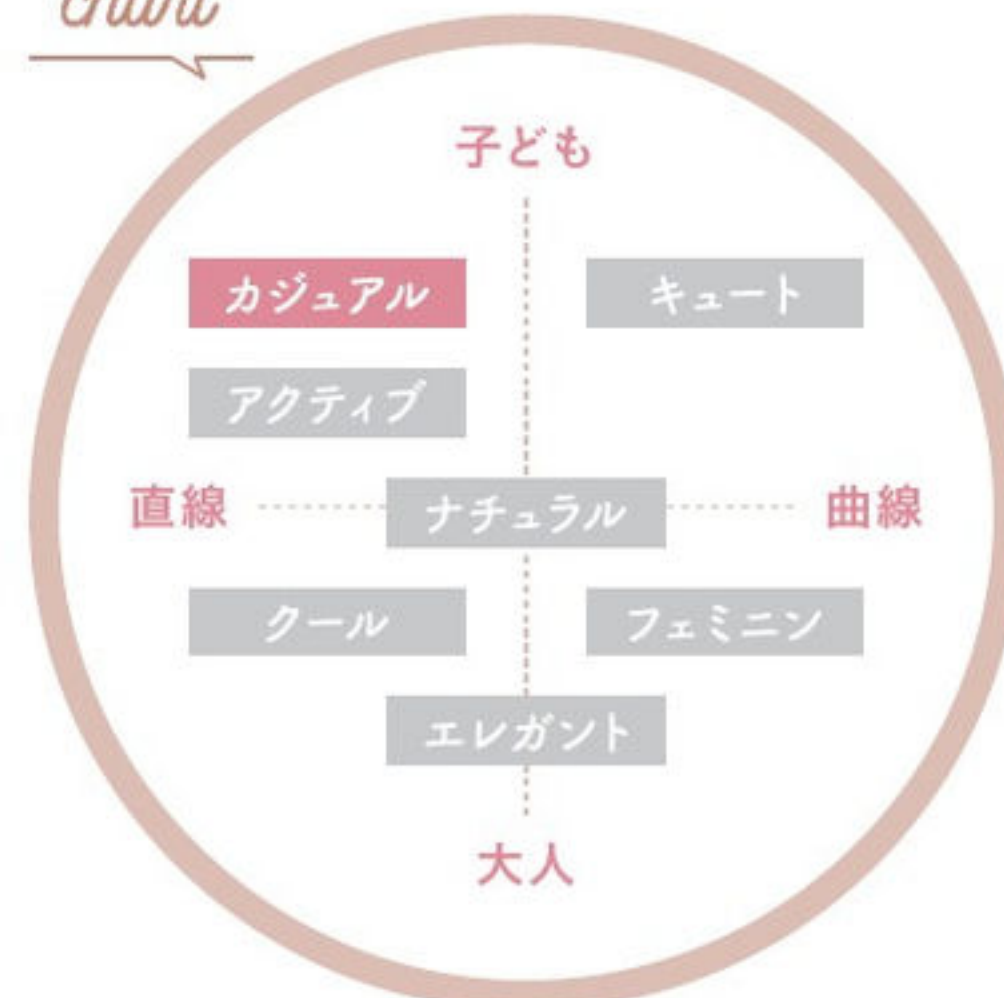 chart
子ども
カジュアル
キュート
アクティブ
直線
ナチュラル
曲線
クール
フェミニン
エレガント
大人